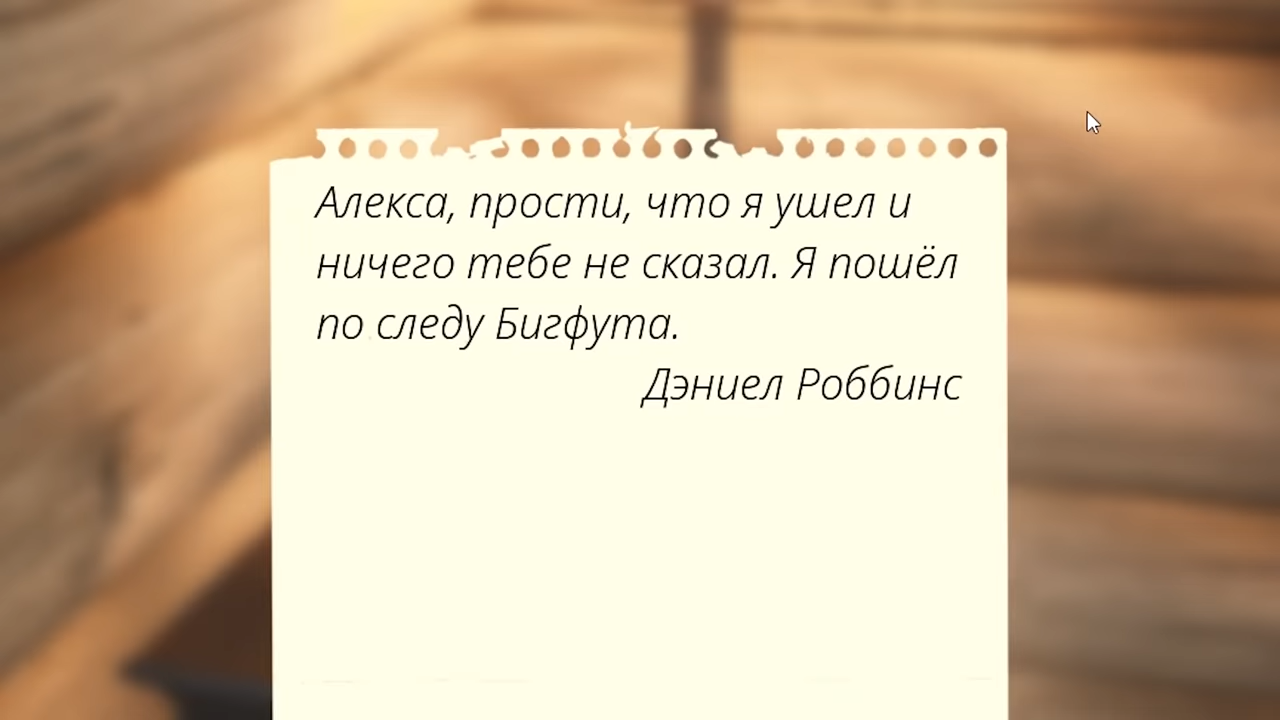 Алекса, прости, что я ушел и
ничего тебе не сказал. Я пошёл
по следу Бигфута.
Дэниел Роббинс